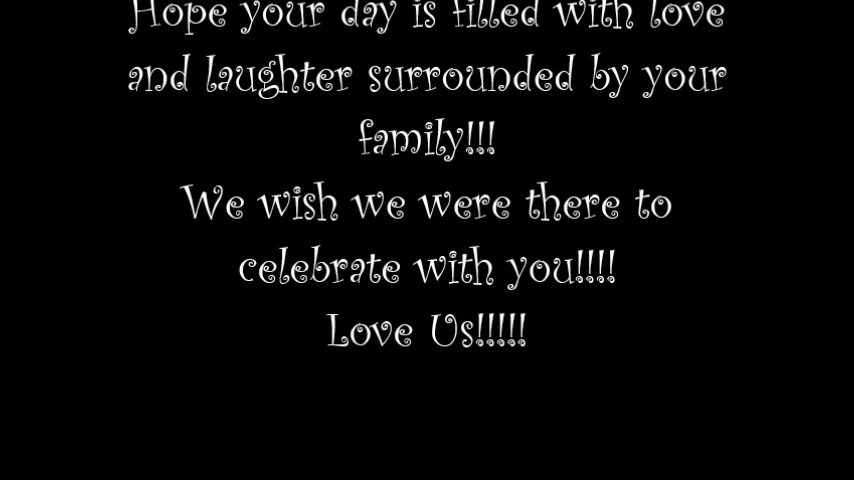 Hope your day is filled with love
and laughter surrounded by your
family!!!
We wish we were there to
celebrate with you!!!!
Love Us!!!!!